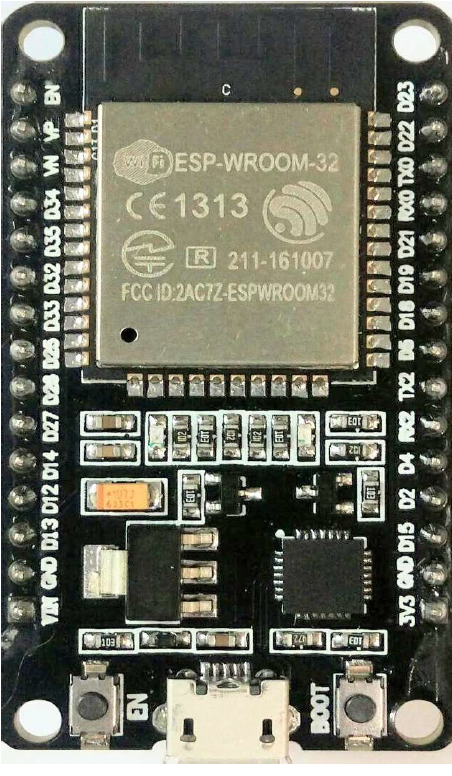 C
Wi Fi ESP-WROOM-32
CE 1313
R 211-161007
FCC ID:2AC7Z-ESPWROOM32
EN
VP
VN
D34
D35
D32
D33
D25
D26
D27
D14
D12
D13
GND
VIN
D23
D22
TX0
RX0
D21
D19
D18
D5
TX2
RX2
D4
D2
D15
GND
3V3
EN
BOOT